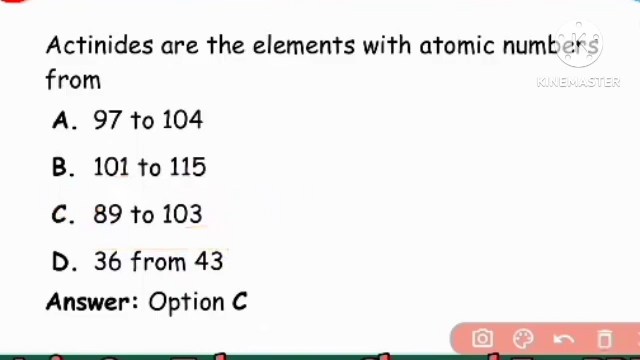 Actinides are the elements with atomic numbers
from
KINEMASTER
A. 97 to 104
B. 101 to 115
C. 89 to 103
D. 36 from 43
Answer: Option C